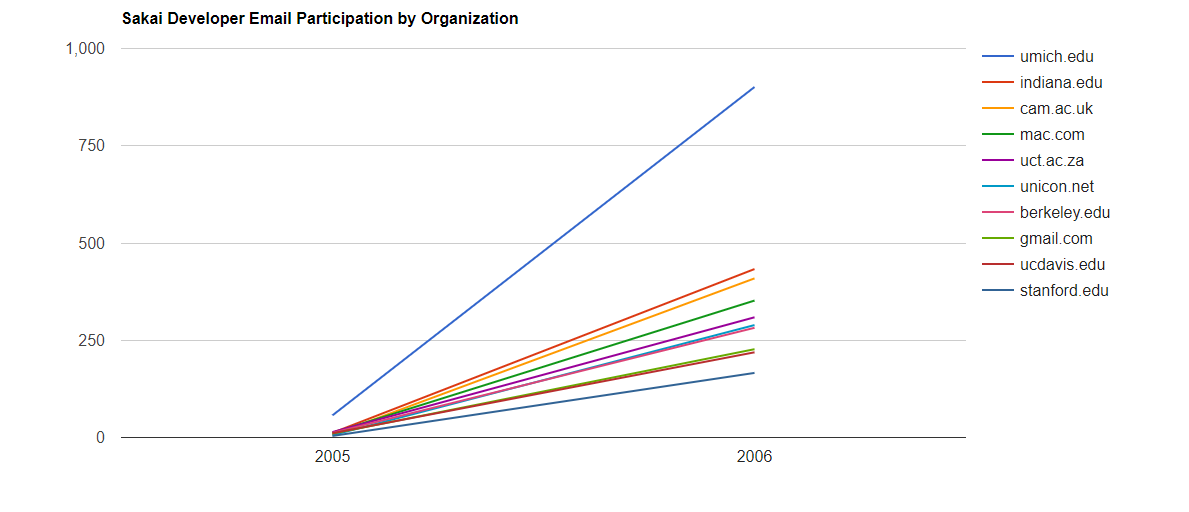 Sakai Developer Email Participation by Organization
1,000
750
500
250
0
2005
2006
umich.edu
indiana.edu
cam.ac.uk
mac.com
uct.ac.za
unicon.net
berkeley.edu
gmail.com
ucdavis.edu
stanford.edu